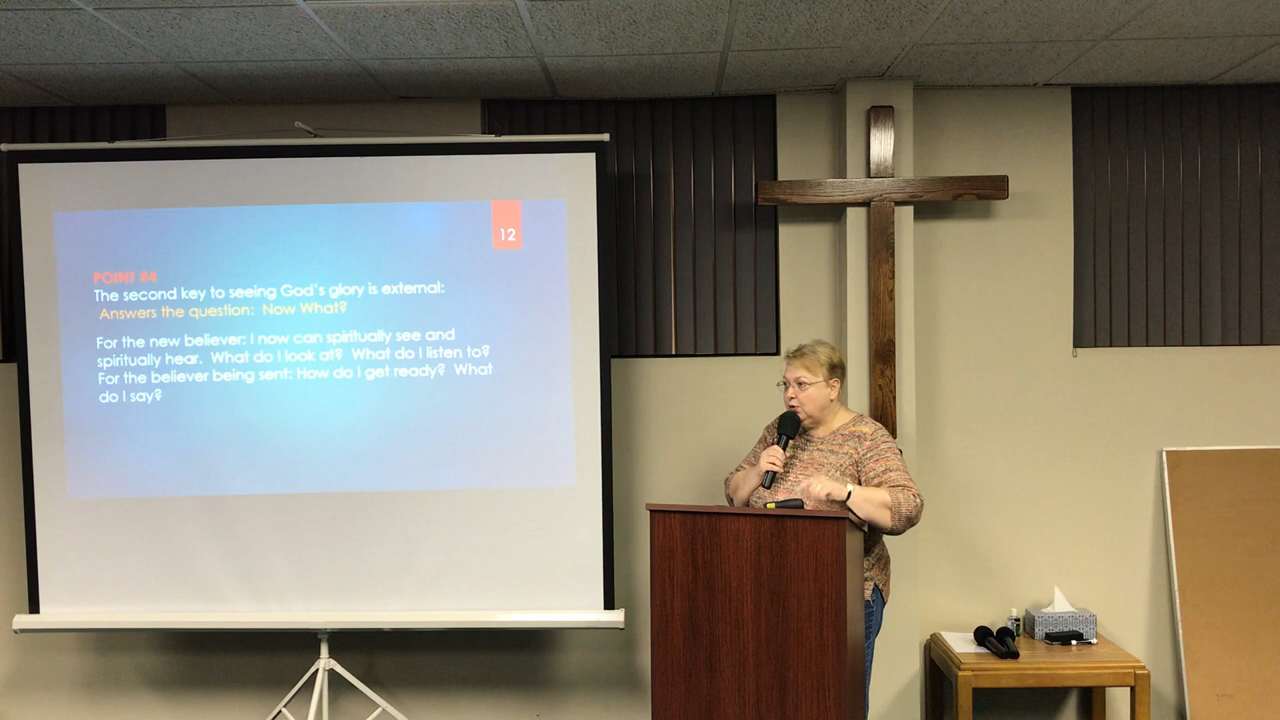 12
POINT #4
The second key to seeing God's glory is external:
Answers the question: Now What?
For the new believer: I now can spiritually see and
spiritually hear. What do I look at? What do I listen to?
For the believer being sent: How do I get ready? What
do I say?